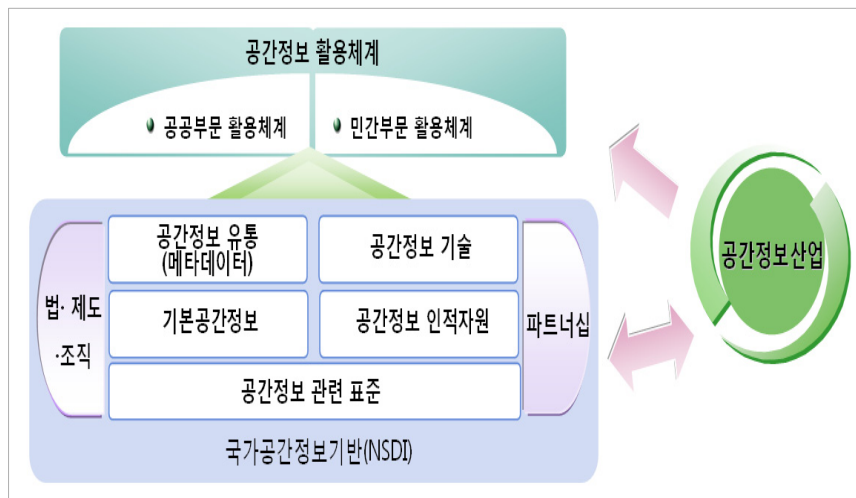 공간정보 활용체계
공공부문 활용체계
민간부문 활용체계
공간정보 유통
(메타데이터)
공간정보 기술
법· 제도
·조직
기본공간정보
공간정보 인적자원
파트너십
공간정보 관련 표준
국가공간정보기반(NSDI)
공간정보산업